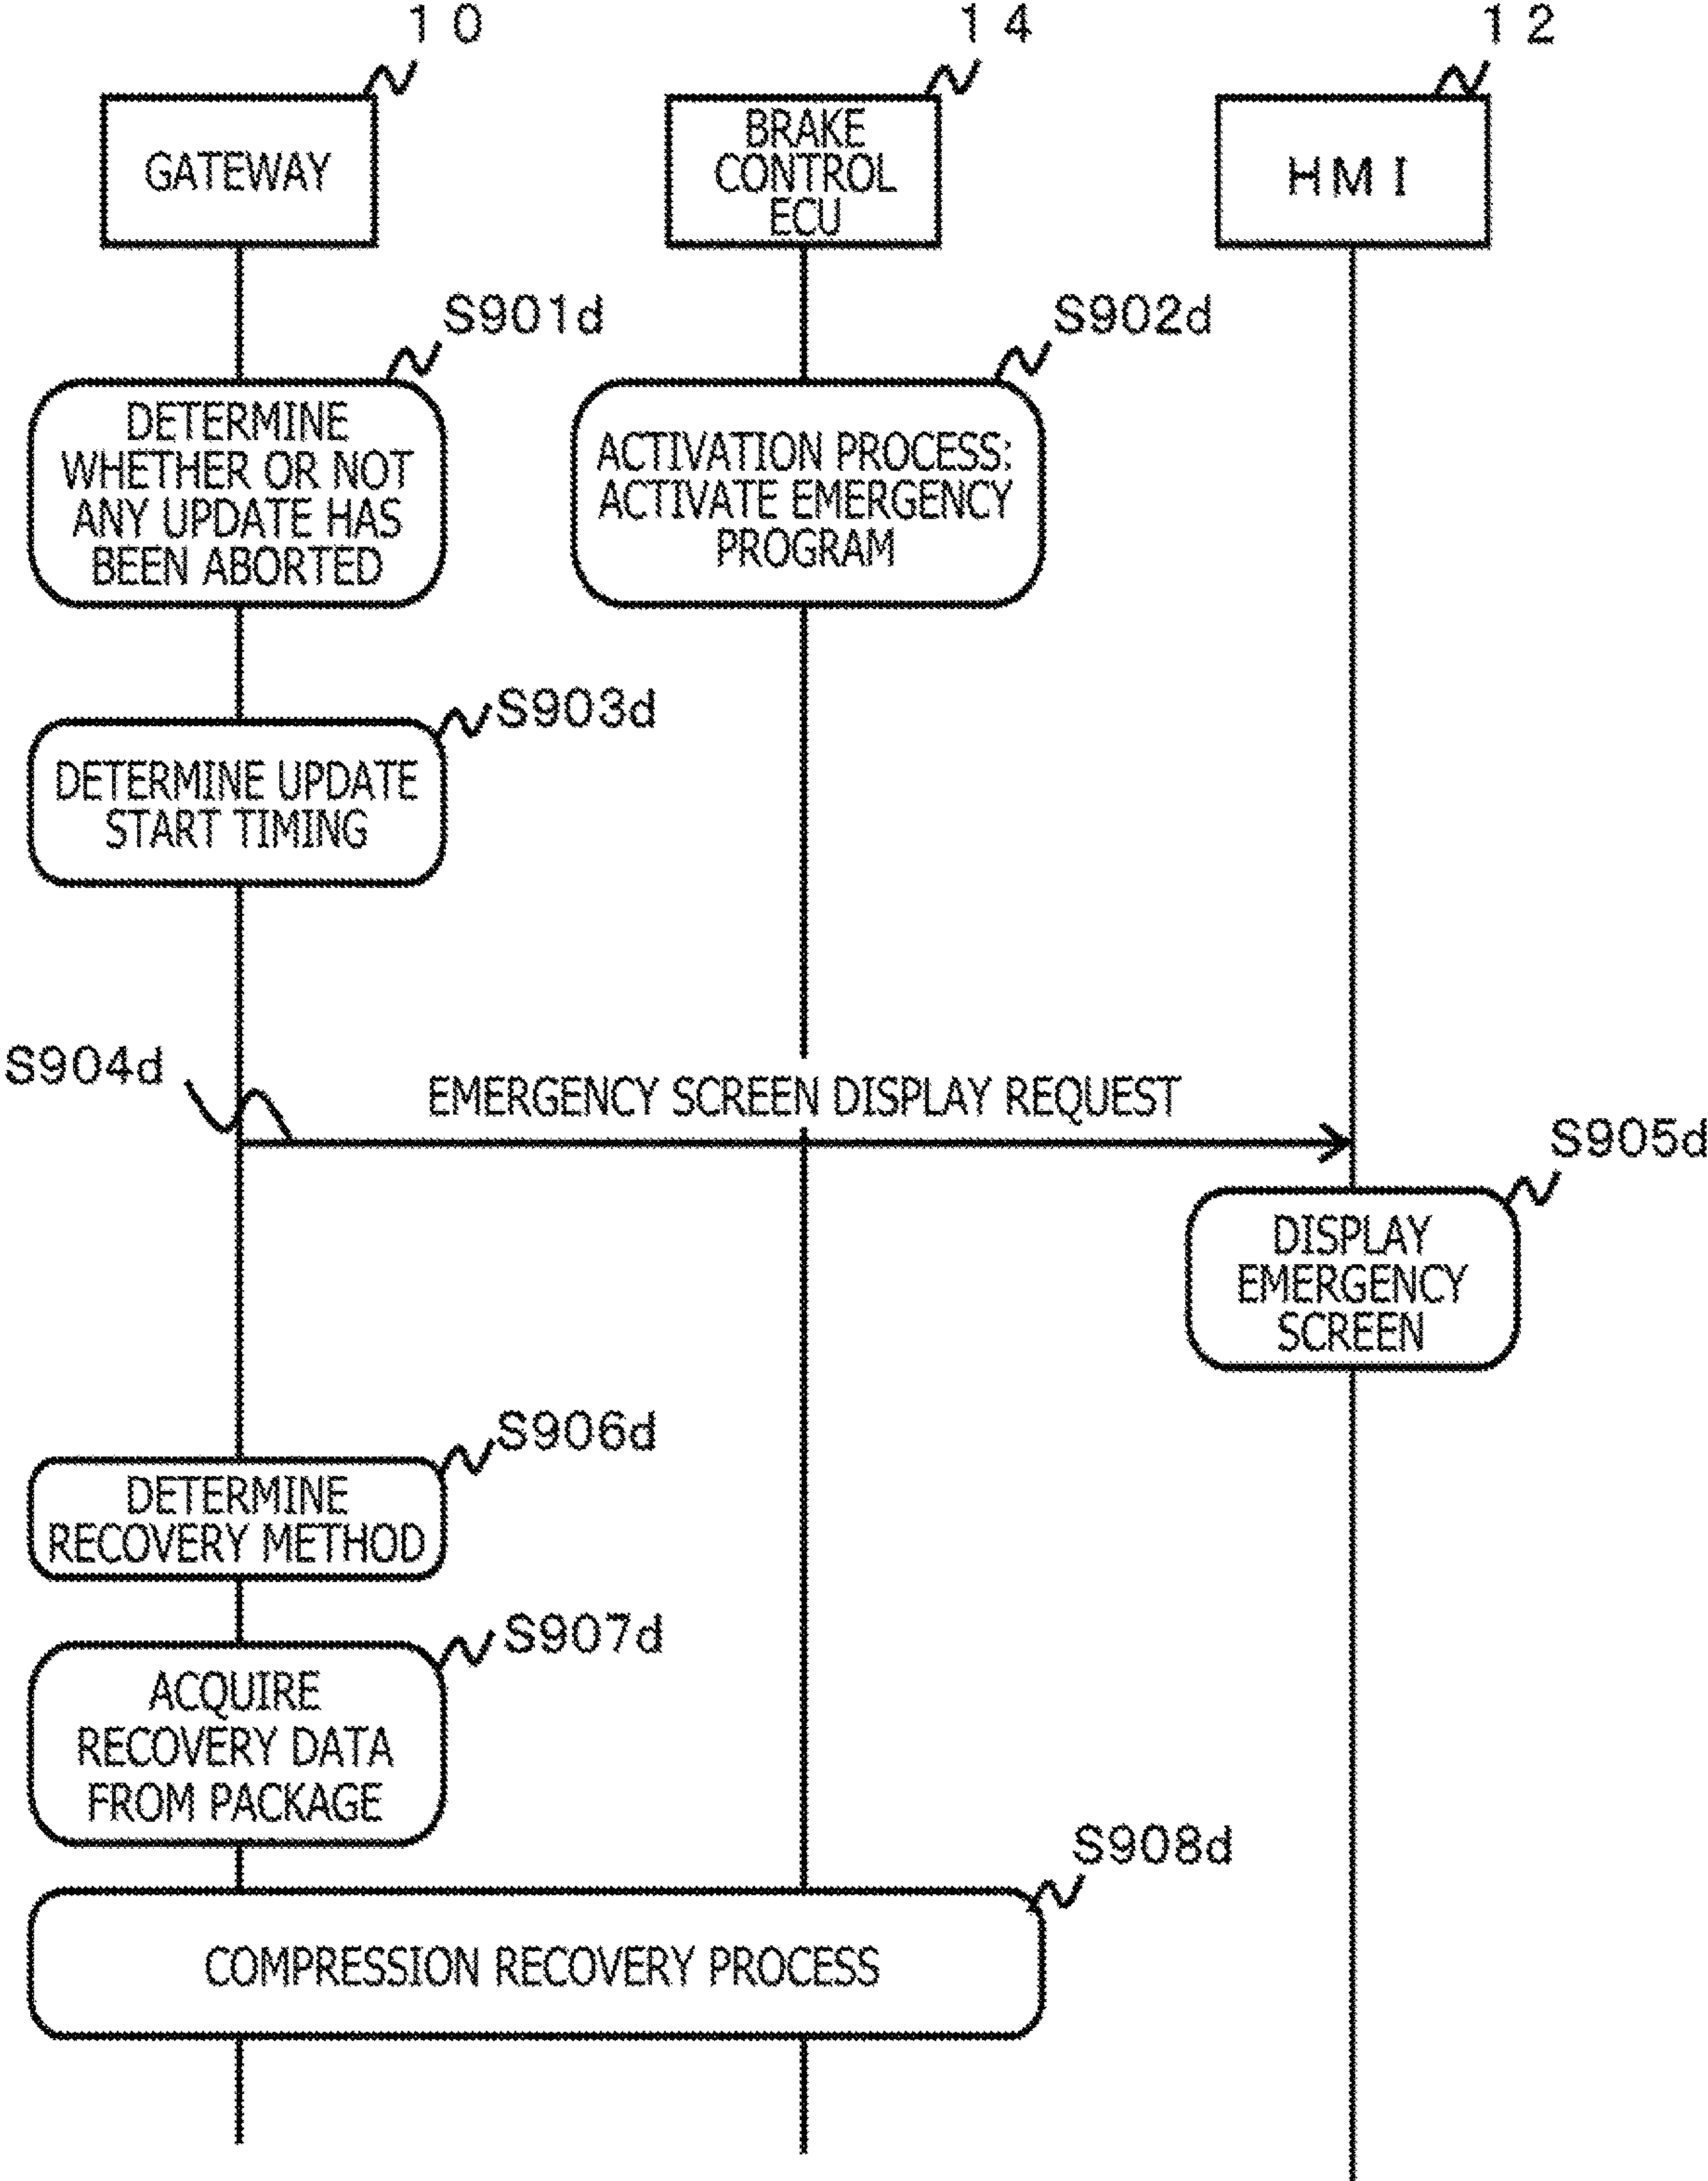 10
14
12
GATEWAY
BRAKE
CONTROL
ECU
HMI
S901d
S902d
DETERMINE
WHETHER OR NOT
ANY UPDATE HAS
BEEN ABORTED
ACTIVATION PROCESS:
ACTIVATE EMERGENCY
PROGRAM
S903d
DETERMINE UPDATE
START TIMING
S904d
EMERGENCY SCREEN DISPLAY REQUEST
S905d
DISPLAY
EMERGENCY
SCREEN
S906d
DETERMINE
RECOVERY METHOD
S907d
ACQUIRE
RECOVERY DATA
FROM PACKAGE
S908d
COMPRESSION RECOVERY PROCESS